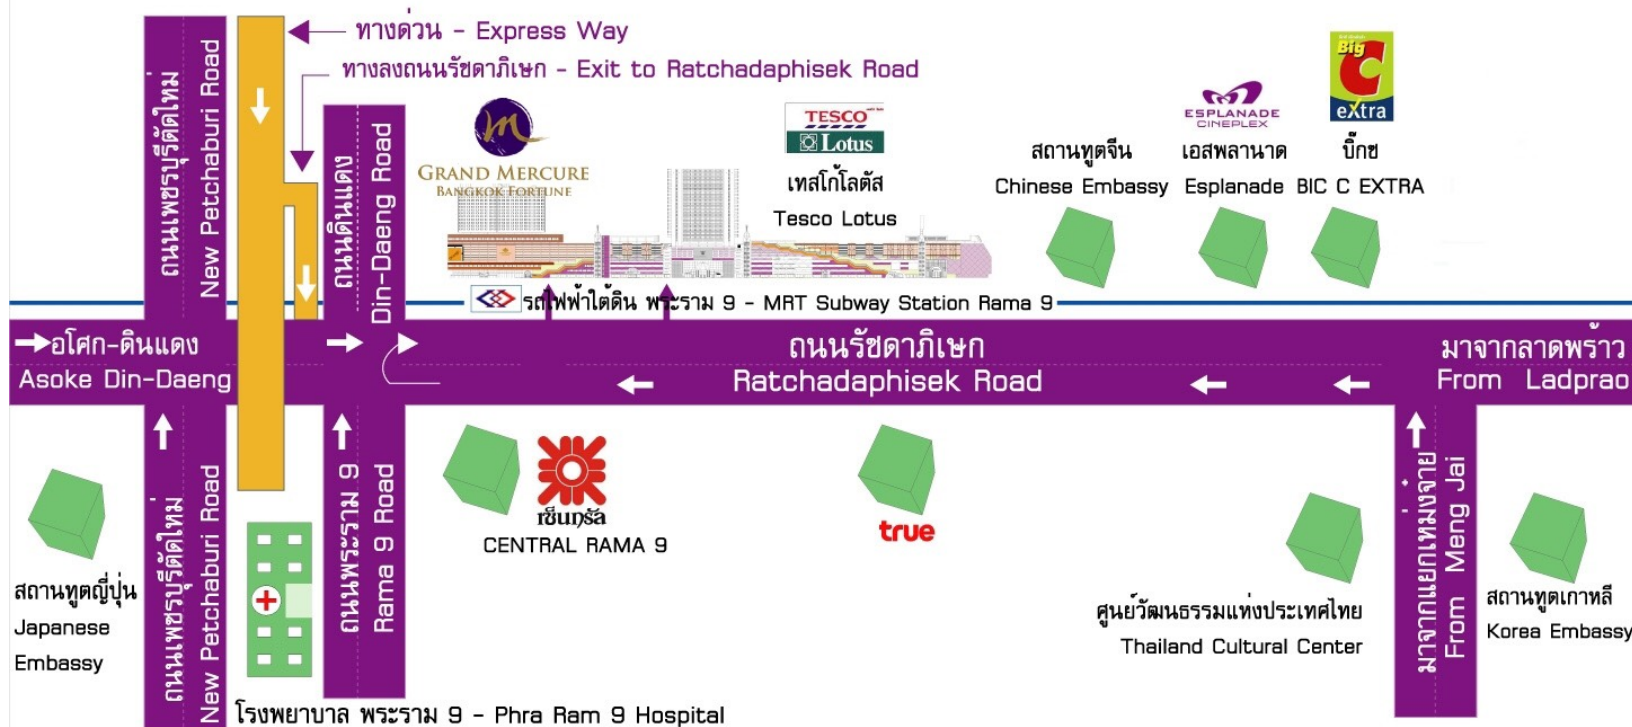 ทางด่วน - Express Way
ทางลงถนนรัชดาภิเษก - Exit to Ratchadaphisek Road
ถนนเพชรบุรีตัดใหม่
New Petchaburi Road
ถนนดินแดง
Din-Daeng Road
m
GRAND MERCURE
BANGKOK FORTUNE
TESCO
Lotus
เทสโก้โลตัส
Tesco Lotus
สถานทูตจีน
Chinese Embassy
ESPLANADE
CINEPLEX
เอสพลานาด
Esplanade
Big
C
eXtra
บิ๊กซี
BIC C EXTRA
รถไฟฟ้าใต้ดิน พระราม 9 - MRT Subway Station Rama 9
อโศก-ดินแดง
Asoke Din-Daeng
ถนนรัชดาภิเษก
Ratchadaphisek Road
มาจากลาดพร้าว
From Ladprao
สถานทูตญี่ปุ่น
Japanese
Embassy
ถนนเพชรบุรีตัดใหม่
New Petchaburi Road
ถนนพระราม 9
Rama 9 Road
เซ็นทรัล
CENTRAL RAMA 9
true
ศูนย์วัฒนธรรมแห่งประเทศไทย
Thailand Cultural Center
มาจากแยกเหม่งจ๋าย
From Meng Jai
สถานทูตเกาหลี
Korea Embassy
โรงพยาบาล พระราม 9 - Phra Ram 9 Hospital